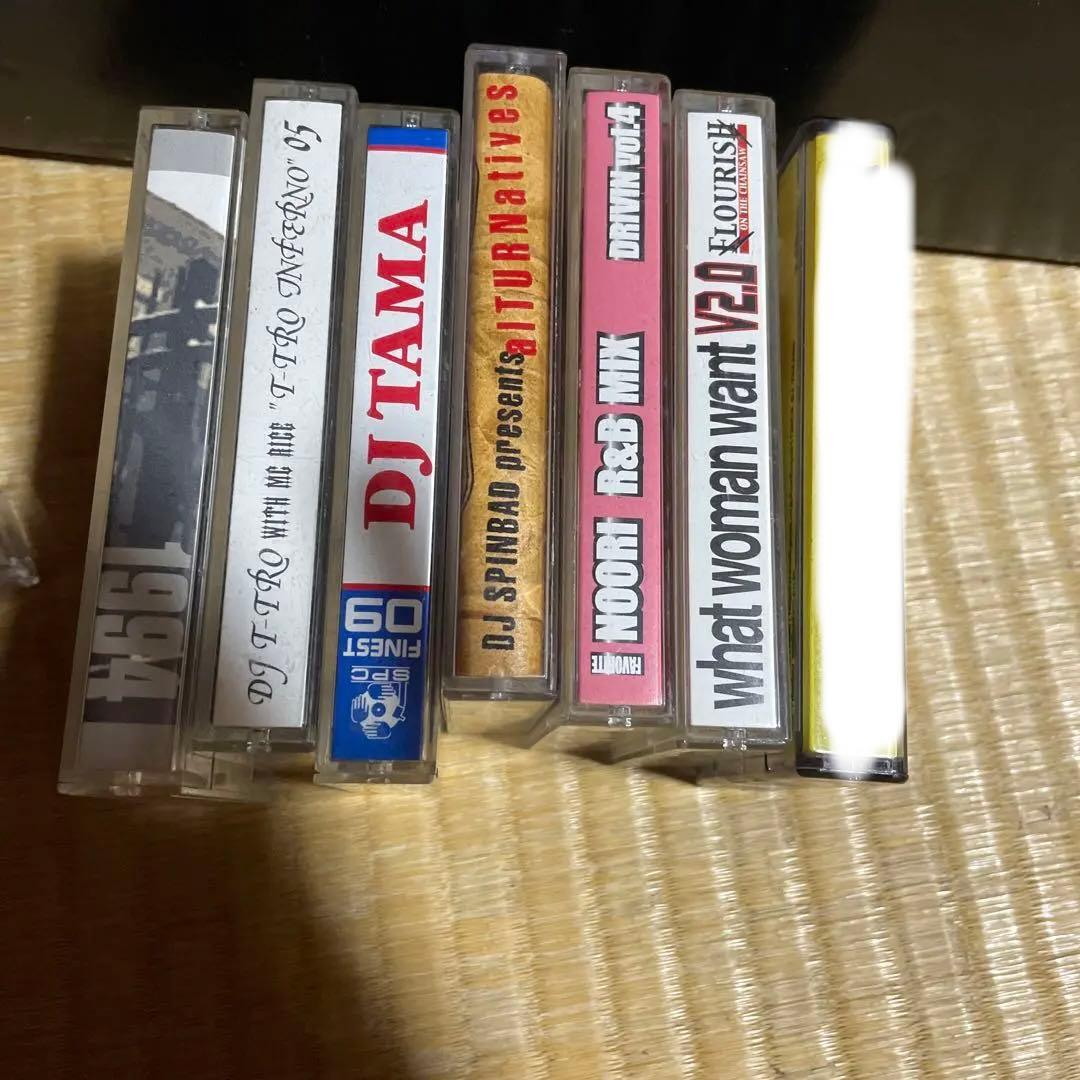 1994
DJ T-TRO WITH MC RICE "T-TRO INFERNO" 05
DJ TAMA
FINEST 09
SPC
DJ SPINBAD presents
alTURNatives
FAVORITE NOORI R&B MIX DRIVIN vol.4
what woman want V2.0 FLOURISH
ON THE CHAINSAW